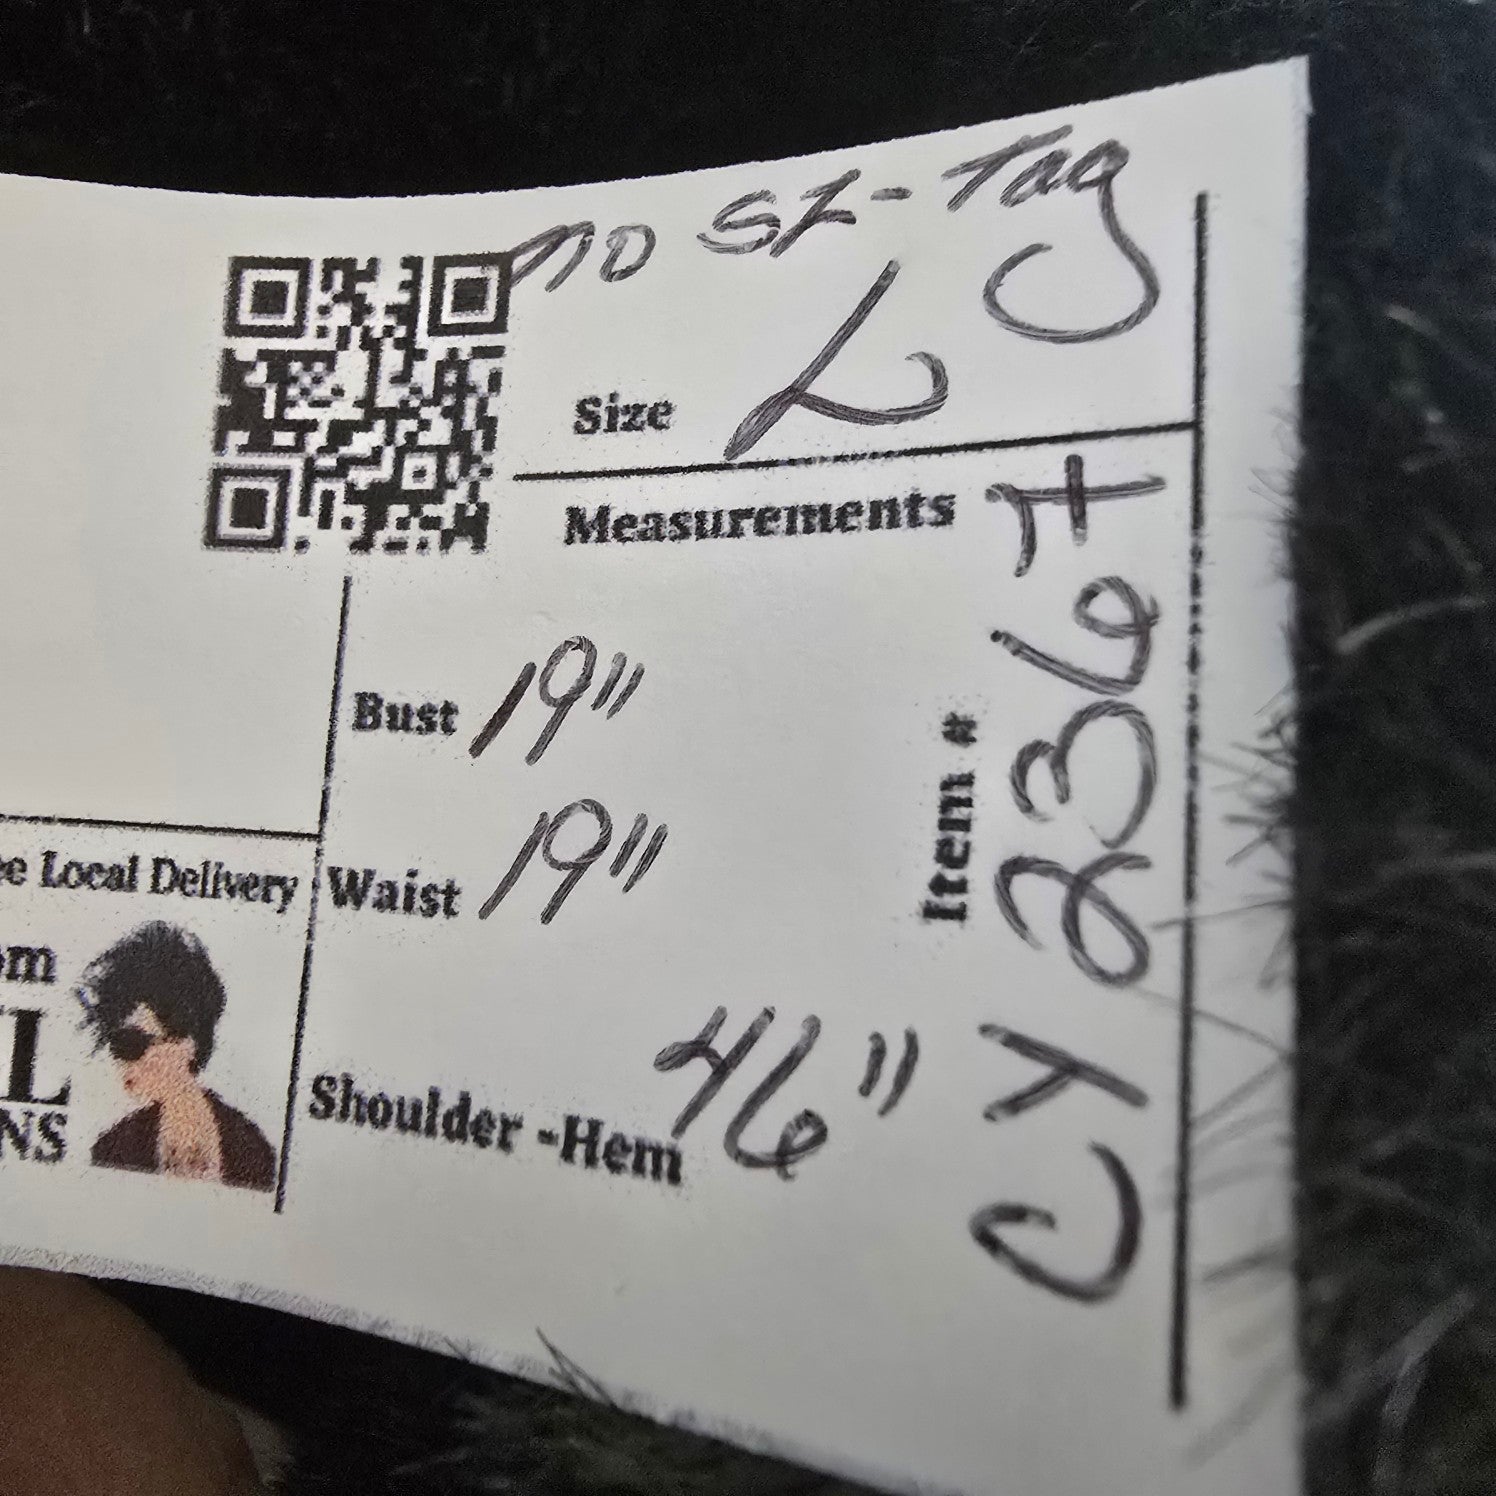 no SZ-Tag
Size L
Measurements
Bust 19"
Waist 19"
Shoulder -Hem 46"
Item # CY2367
ee Local Delivery
om
L
NS